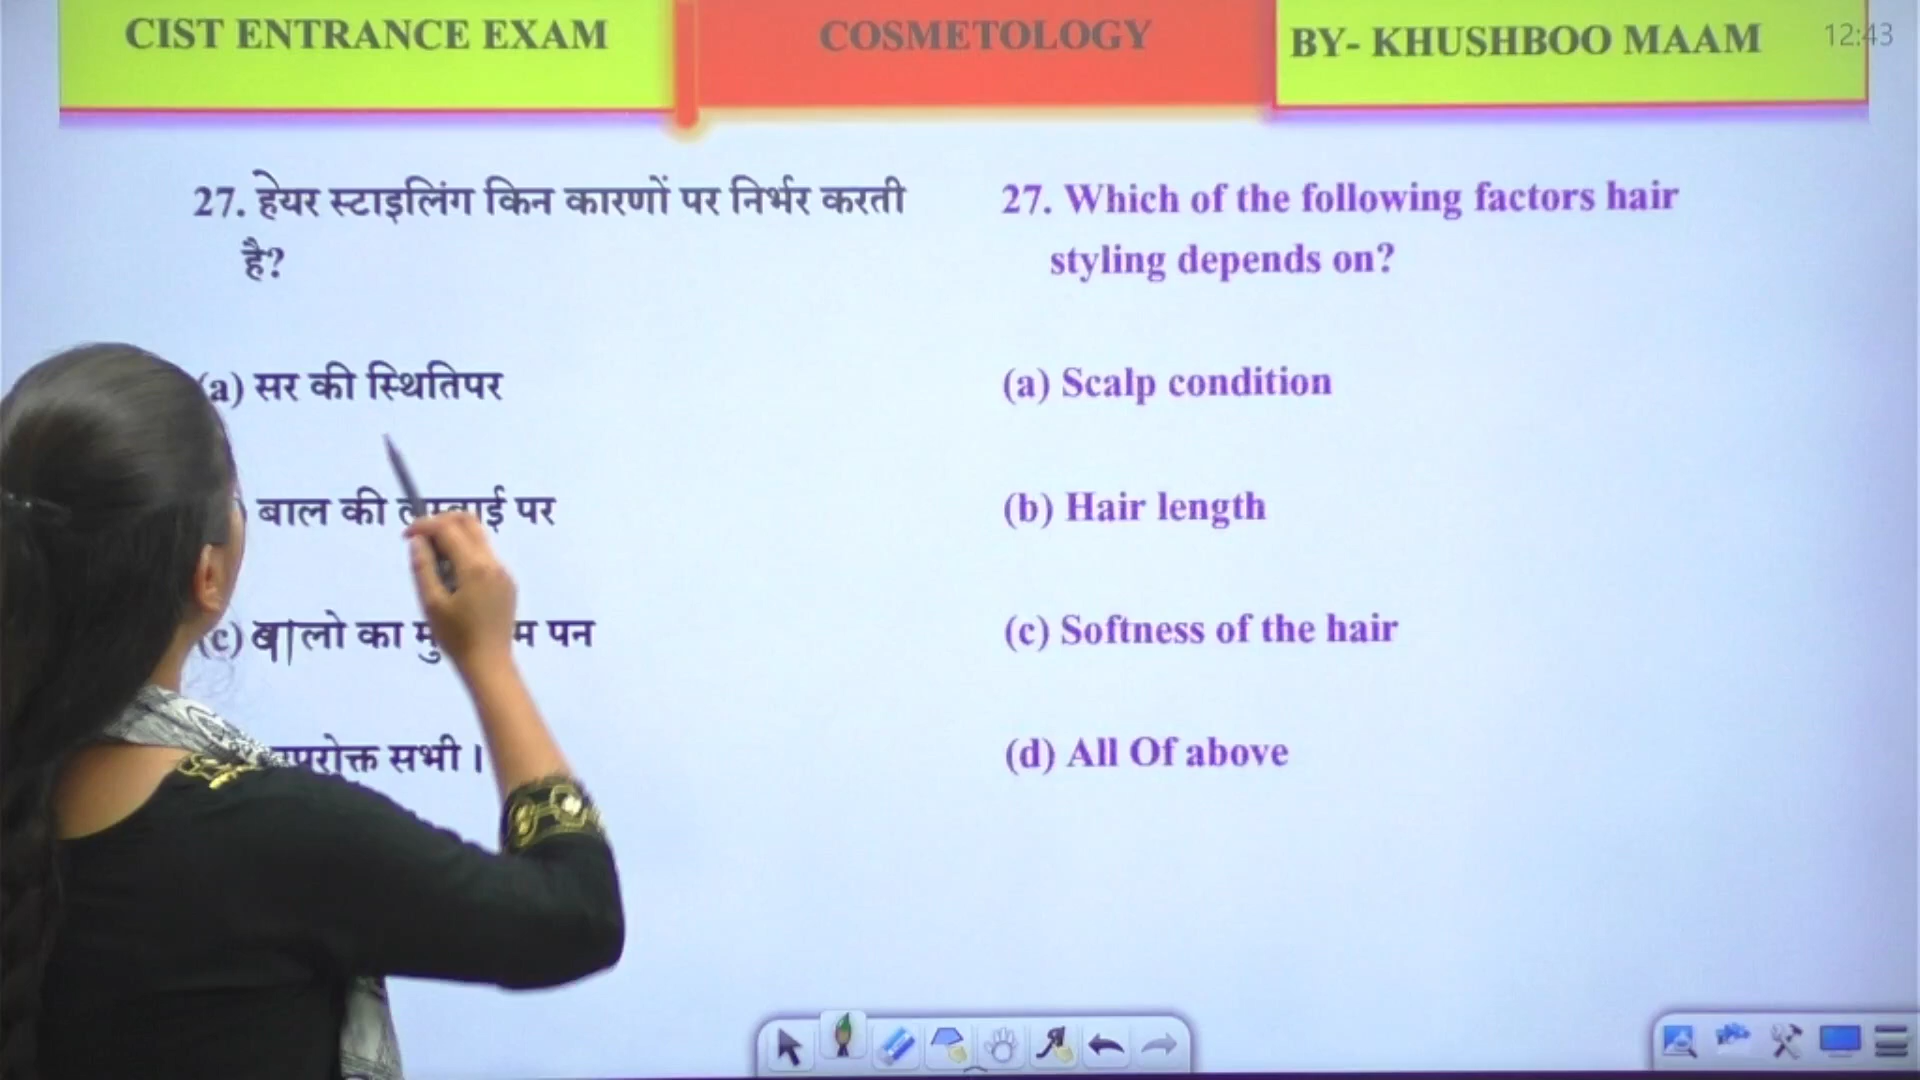 CIST ENTRANCE EXAM
COSMETOLOGY
BY- KHUSHBOO MAAM
12:43
27. हेयर स्टाइलिंग किन कारणों पर निर्भर करती
है?
(a) सर की स्थितिपर
बाल की पर
(c) बालो का पन
सभी।
27. Which of the following factors hair
styling depends on?
(a) Scalp condition
(b) Hair length
(c) Softness of the hair
(d) All Of above